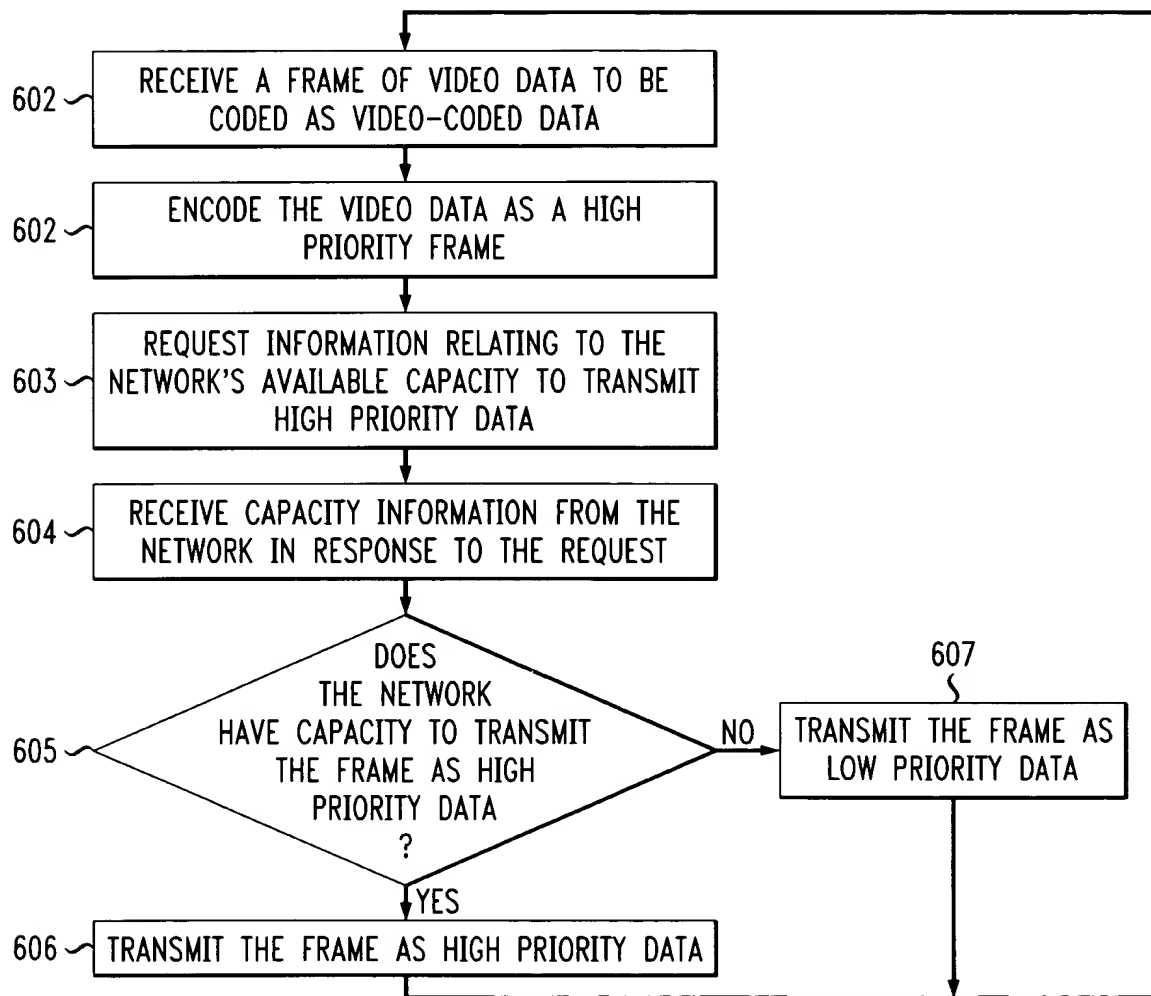 602
RECEIVE A FRAME OF VIDEO DATA TO BE
CODED AS VIDEO-CODED DATA
602
ENCODE THE VIDEO DATA AS A HIGH
PRIORITY FRAME
603
REQUEST INFORMATION RELATING TO THE
NETWORK'S AVAILABLE CAPACITY TO TRANSMIT
HIGH PRIORITY DATA
604
RECEIVE CAPACITY INFORMATION FROM THE
NETWORK IN RESPONSE TO THE REQUEST
605
DOES
THE NETWORK
HAVE CAPACITY TO TRANSMIT
THE FRAME AS HIGH
PRIORITY DATA
?
NO
607
TRANSMIT THE FRAME AS
LOW PRIORITY DATA
YES
606
TRANSMIT THE FRAME AS HIGH PRIORITY DATA